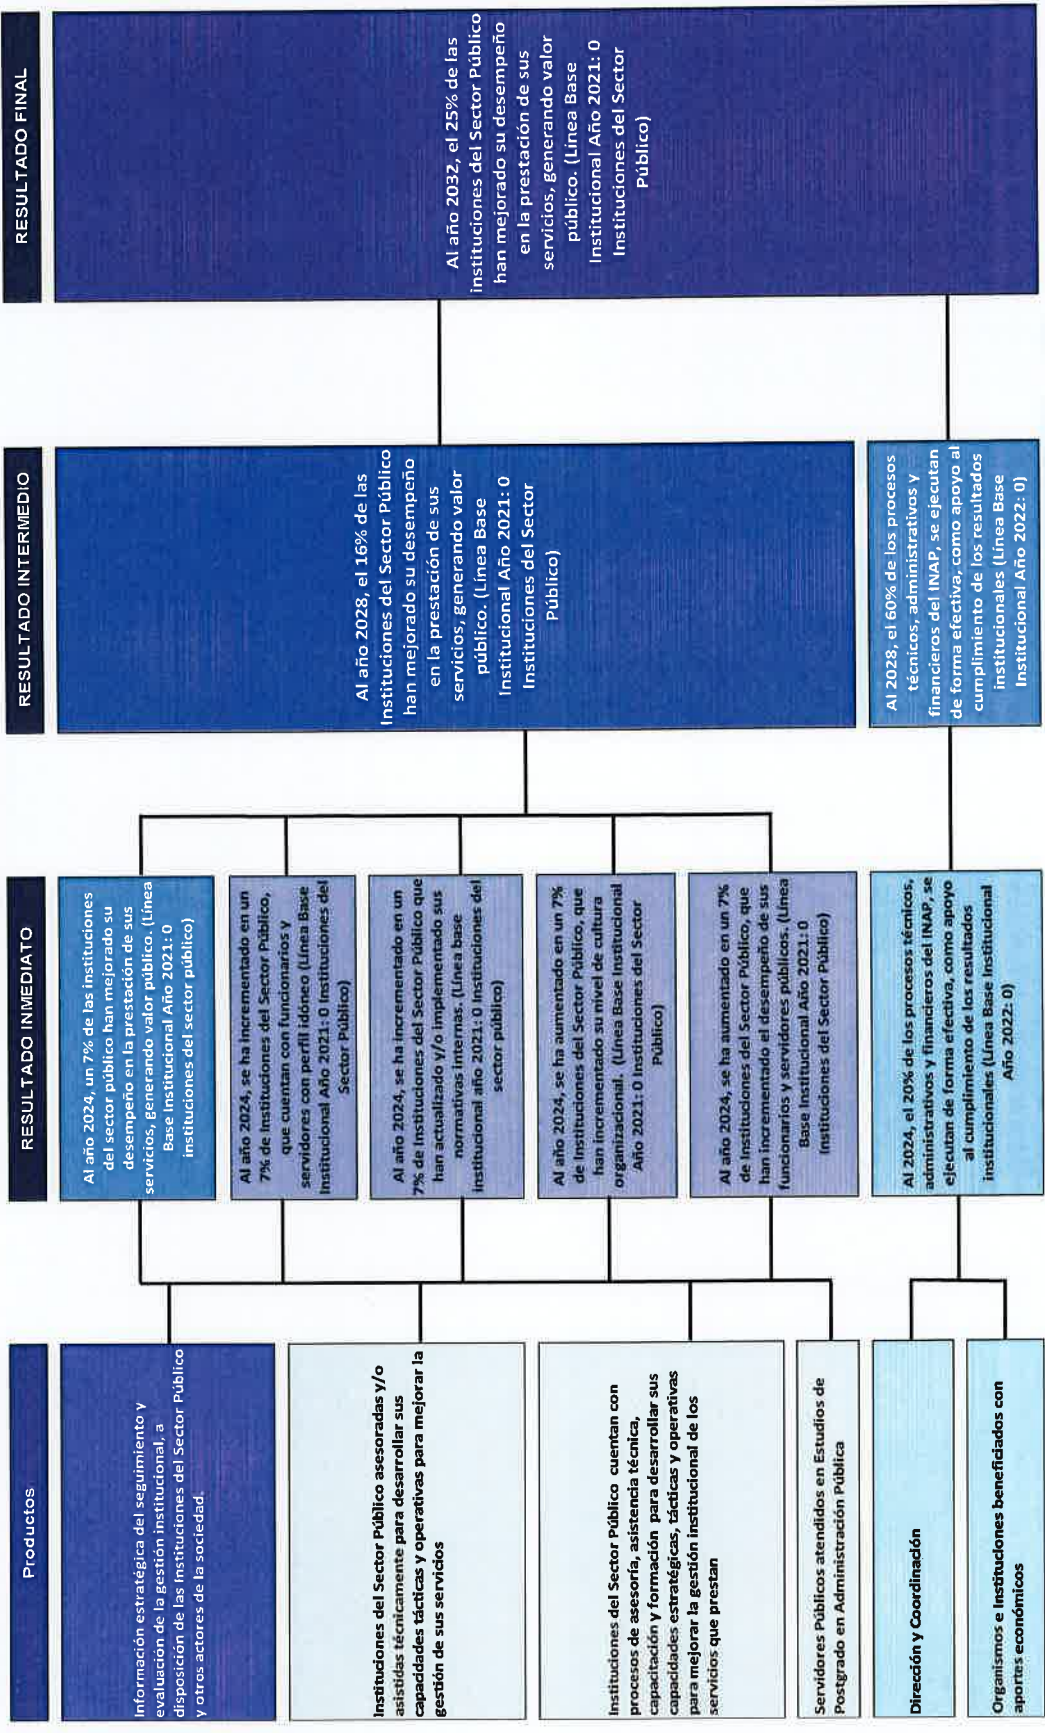 Productos
Información estratégica del seguimiento y
evaluación de la gestión institucional, a
disposición de las Instituciones del Sector Público
y otros actores de la sociedad.
Instituciones del Sector Público asesoradas y/o
asistidas técnicamente para desarrollar sus
capacidades tácticas y operativas para mejorar la
gestión de sus servicios
Instituciones del Sector Público cuentan con
procesos de asesoría, asistencia técnica,
capacitación y formación para desarrollar sus
capacidades estratégicas, tácticas y operativas
para mejorar la gestión institucional de los
servicios que prestan
Servidores Públicos atendidos en Estudios de
Postgrado en Administración Pública
Dirección y Coordinación
Organismos e Instituciones beneficiados con
aportes económicos
RESULTADO INMEDIATO
Al año 2024, un 7% de las instituciones
del sector público han mejorado su
desempeño en la prestación de sus
servicios, generando valor público. (Línea
Base Institucional Año 2021: 0
instituciones del sector público)
Al año 2024, se ha incrementado en un
7% de Instituciones del Sector Público,
que cuentan con funcionarios y
servidores con perfil idóneo (Línea Base
Institucional Año 2021: 0 Instituciones del
Sector Público)
Al año 2024, se ha incrementado en un
7% de Instituciones del Sector Público que
han actualizado y/o implementado sus
normativas internas. (Línea base
institucional año 2021: 0 Instituciones del
sector público)
Al año 2024, se ha aumentado en un 7%
de Instituciones del Sector Público, que
han incrementado su nivel de cultura
organizacional. (Línea Base Institucional
Año 2021: 0 Instituciones del Sector
Público)
Al año 2024, se ha aumentado en un 7%
de Instituciones del Sector Público, que
han incrementado el desempeño de sus
funcionarios y servidores públicos. (Línea
Base Institucional Año 2021: 0
Instituciones del Sector Público)
Al 2024, el 20% de los procesos técnicos,
administrativos y financieros del INAP, se
ejecutan de forma efectiva, como apoyo
al cumplimiento de los resultados
institucionales (Línea Base Institucional
Año 2022: 0)
RESULTADO INTERMEDIO
Al año 2028, el 16% de las
Instituciones del Sector Público
han mejorado su desempeño
en la prestación de sus
servicios, generando valor
público. (Línea Base
Institucional Año 2021: 0
Instituciones del Sector
Público)
Al 2028, el 60% de los procesos
técnicos, administrativos y
financieros del INAP, se ejecutan
de forma efectiva, como apoyo al
cumplimiento de los resultados
institucionales (Línea Base
Institucional Año 2022: 0)
RESULTADO FINAL
Al año 2032, el 25% de las
instituciones del Sector Público
han mejorado su desempeño
en la prestación de sus
servicios, generando valor
público. (Línea Base
Institucional Año 2021: 0
Instituciones del Sector
Público)